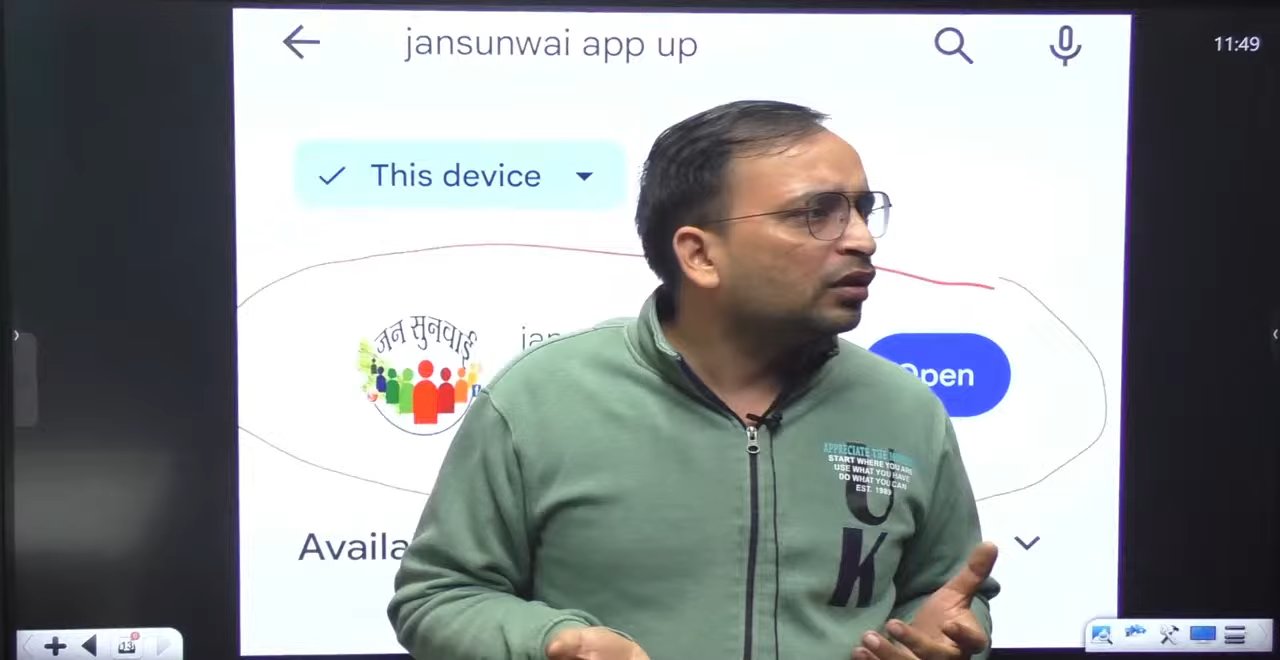 jansunwai app up
11:49
This device
जन सुनवाई
Open
APPRECIATE THE
START WHERE YOU ARE
USE WHAT YOU HAVE
DO WHAT YOU CAN
EST. 1989
U
K
13